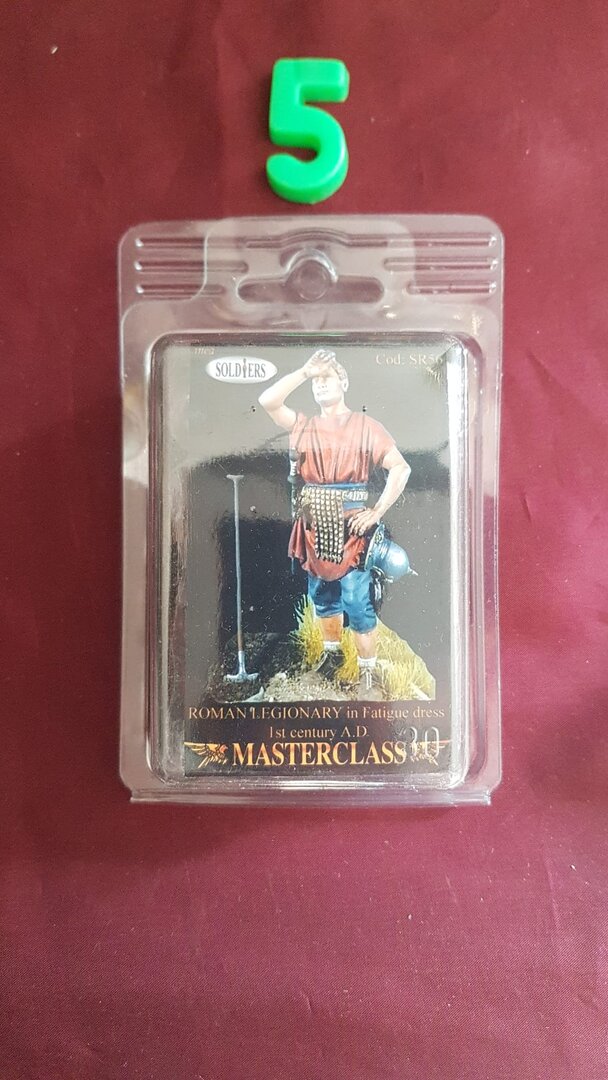 5
SOLDIERS
Cod. SR56
ROMAN LEGIONARY in Fatigue dress
1st century A.D.
MASTERCLASS